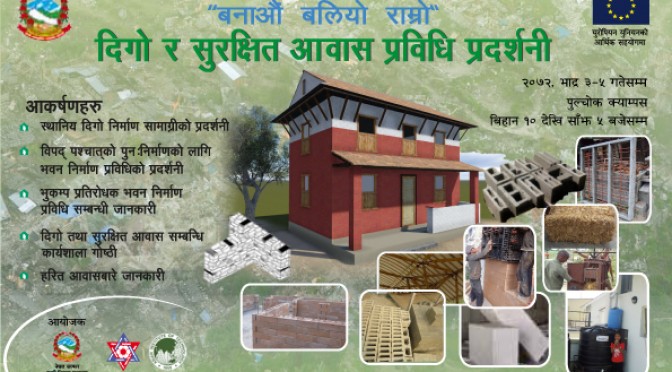 "बनाऔं बलियो राम्रो"
दिगो र सुरक्षित आवास प्रविधि प्रदर्शनी
युरोपियन युनियनको
आर्थिक सहयोगमा
२०७२, भाद्र ३-५ गतेसम्म
पुल्चोक क्याम्पस
बिहान १० देखि साँझ ५ बजेसम्म
आकर्षणहरु
स्थानिय दिगो निर्माण सामाग्रीको प्रदर्शनी
विपद् पश्चात्को पुनःनिर्माणको लागि
भवन निर्माण प्रविधिको प्रदर्शनी
भुकम्प प्रतिरोधक भवन निर्माण
प्रविधि सम्बन्धी जानकारी
दिगो तथा सुरक्षित आवास सम्बन्धि
कार्यशाला गोष्ठी
हरित आवासबारे जानकारी
आयोजक
नेपाल सरकार